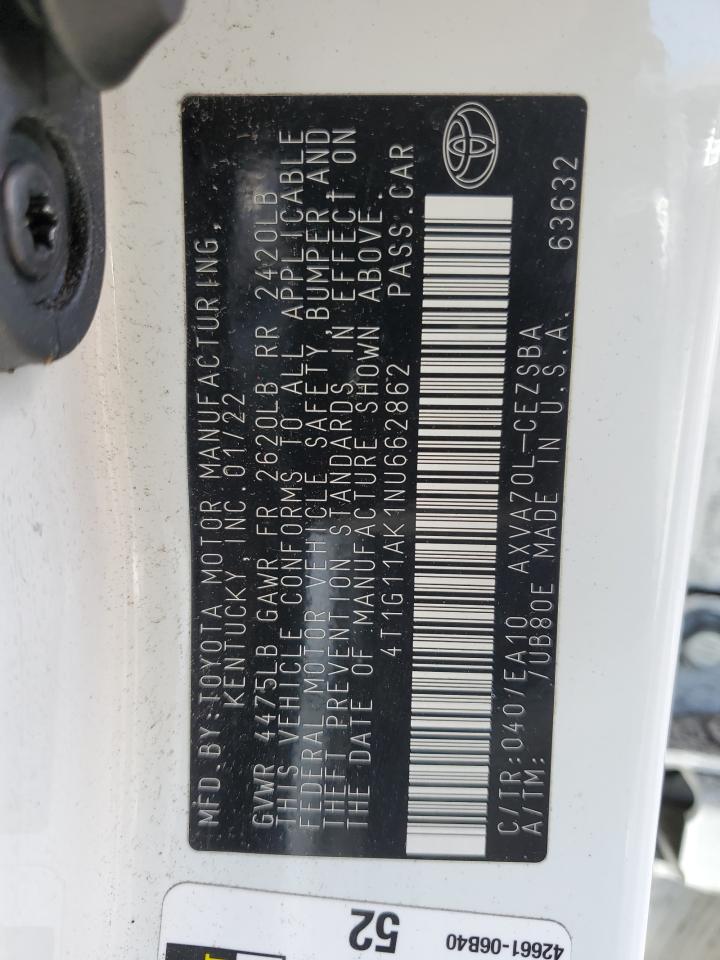 MFD. BY: TOYOTA MOTOR MANUFACTURING,
KENTUCKY, INC 01/22
GVWR 4475LB GAWR FR 2620LB RR 2420LB
THIS VEHICLE CONFORMS TO ALL APPLICABLE
FEDERAL MOTOR VEHICLE SAFETY, BUMPER AND
THEFT PREVENTION STANDARDS IN EFFECT ON
THE DATE OF MANUFACTURE SHOWN ABOVE.
4T1G11AK1NU662862 PASS.CAR
C/TR:040/EA10 AXVA70L-CEZSBA
A/TM: /UB80E MADE IN U.S.A. 63632
52
42661-06B40